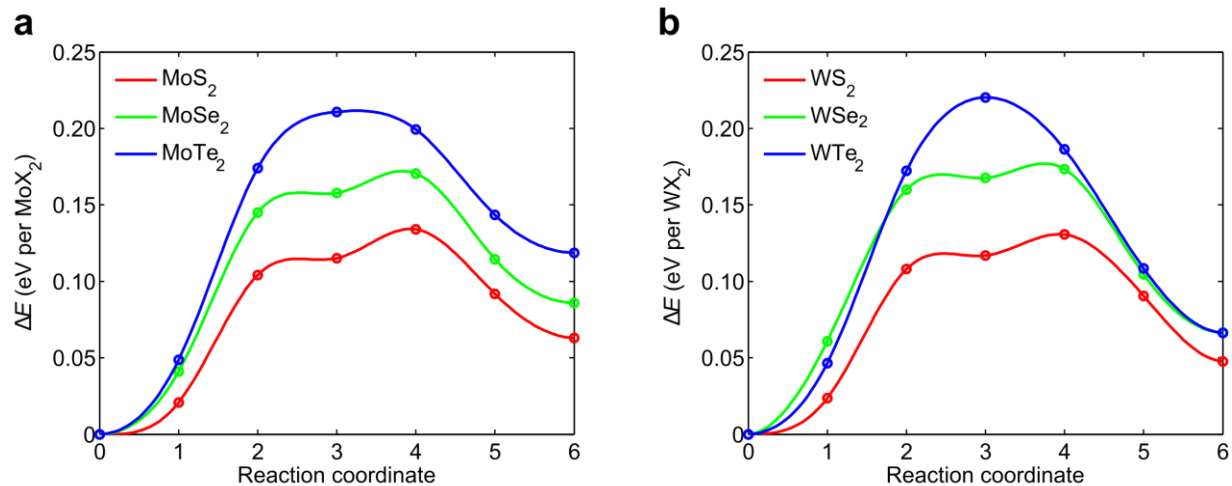 a
0.25
0.20
0.15
0.10
0.05
0
ΔE (eV per MoX₂)
MoS₂
MoSe₂
MoTe₂
0 1 2 3 4 5 6
Reaction coordinate
b
0.25
0.20
0.15
0.10
0.05
0
ΔE (eV per WX₂)
WS₂
WSe₂
WTe₂
0 1 2 3 4 5 6
Reaction coordinate